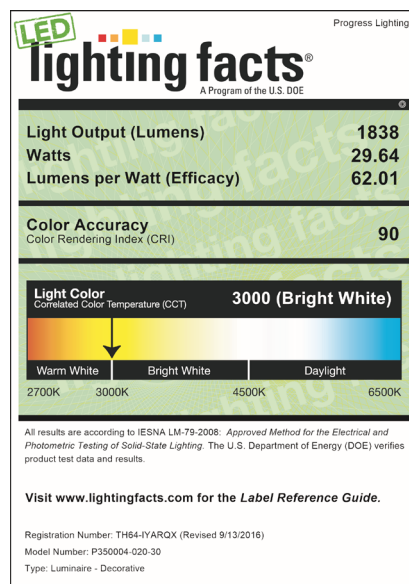 Progress Lighting
LED
lighting facts®
A Program of the U.S. DOE
Light Output (Lumens) 1838
Watts 29.64
Lumens per Watt (Efficacy) 62.01
Color Accuracy
Color Rendering Index (CRI) 90
Light Color
Correlated Color Temperature (CCT) 3000 (Bright White)
Warm White Bright White Daylight
2700K 3000K 4500K 6500K
All results are according to IESNA LM-79-2008: Approved Method for the Electrical and
Photometric Testing of Solid-State Lighting. The U.S. Department of Energy (DOE) verifies
product test data and results.
Visit www.lightingfacts.com for the Label Reference Guide.
Registration Number: TH64-IYARQX (Revised 9/13/2016)
Model Number: P350004-020-30
Type: Luminaire - Decorative